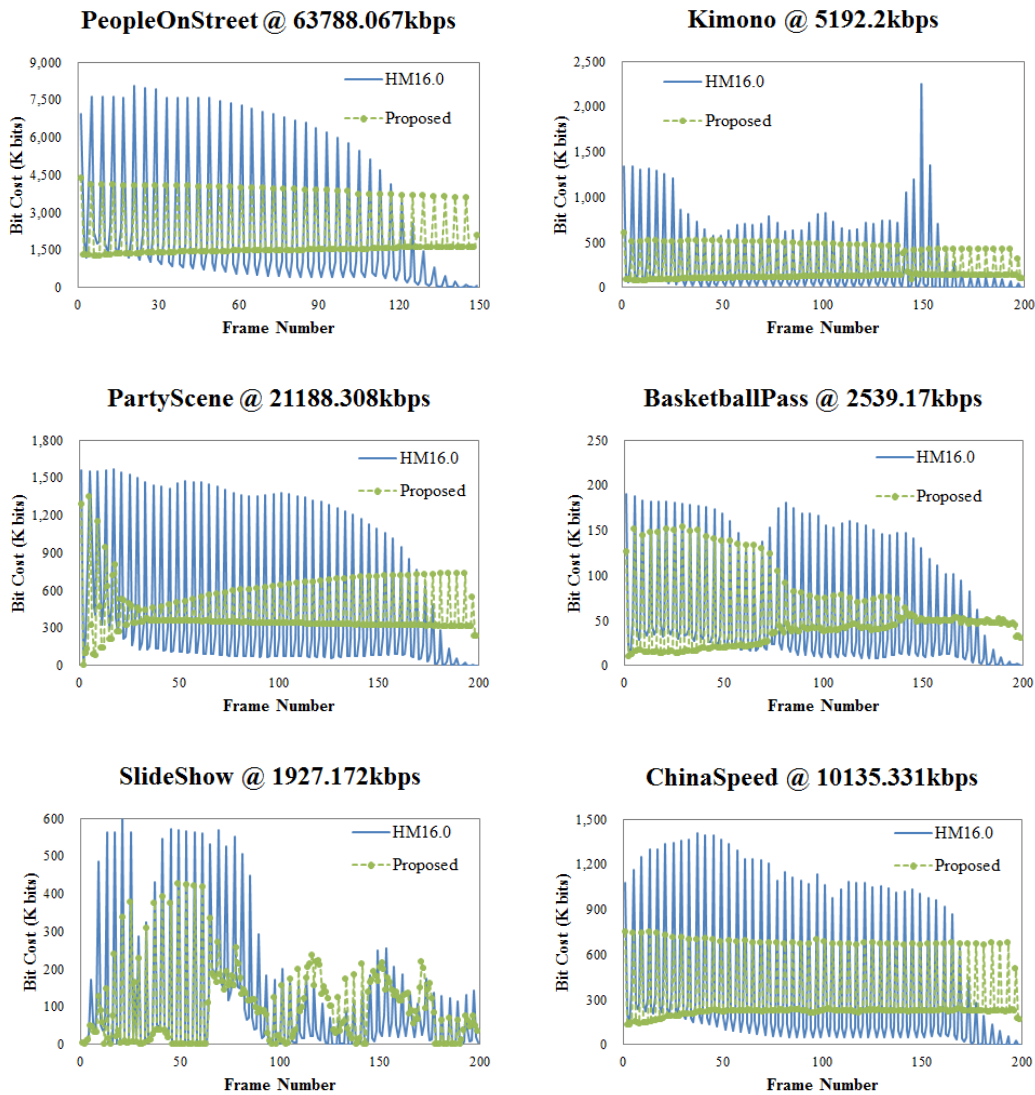 PeopleOnStreet @ 63788.067kbps
9,000
7,500
6,000
4,500
3,000
1,500
0
Bit Cost (K bits)
HM16.0
Proposed
0 30 60 90 120 150
Frame Number
Kimono @ 5192.2kbps
2,500
2,000
1,500
1,000
500
0
Bit Cost (K bits)
HM16.0
Proposed
0 50 100 150 200
Frame Number
PartyScene @ 21188.308kbps
1,800
1,500
1,200
900
600
300
0
Bit Cost (K bits)
HM16.0
Proposed
0 50 100 150 200
Frame Number
BasketballPass @ 2539.17kbps
250
200
150
100
50
0
Bit Cost (K bits)
HM16.0
Proposed
0 50 100 150 200
Frame Number
SlideShow @ 1927.172kbps
600
500
400
300
200
100
0
Bit Cost (K bits)
HM16.0
Proposed
0 50 100 150 200
Frame Number
ChinaSpeed @ 10135.331kbps
1,500
1,200
900
600
300
0
Bit Cost (K bits)
HM16.0
Proposed
0 50 100 150 200
Frame Number